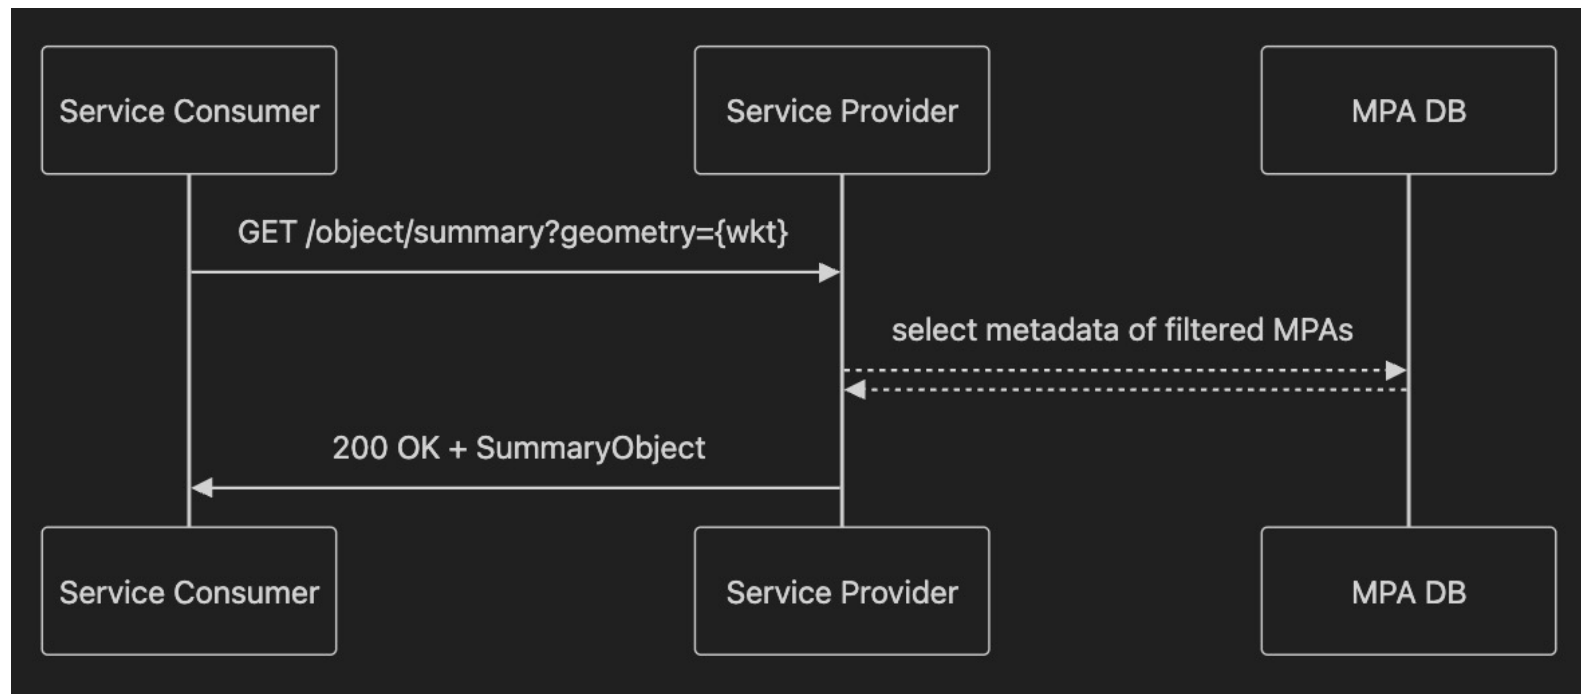 Service Consumer
Service Provider
MPA DB
GET /object/summary?geometry={wkt}
select metadata of filtered MPAs
200 OK + SummaryObject
Service Consumer
Service Provider
MPA DB